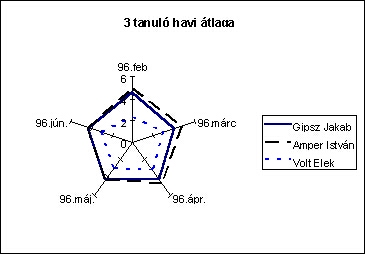 3 tanuló havi átlaga
96.feb
6
4
2
0
96.márc
96.ápr.
96.máj.
96.jún.
Gipsz Jakab
Amper István
Volt Elek